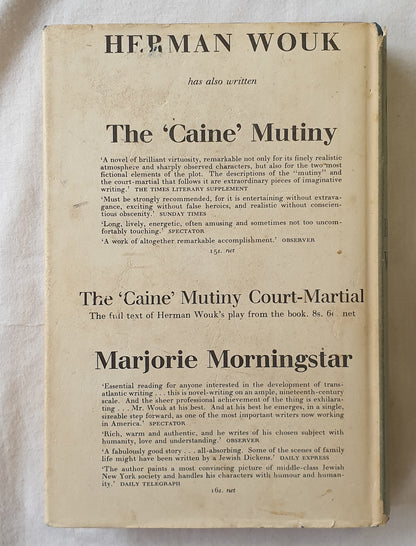 HERMAN WOUK
has also written
The 'Caine' Mutiny
'A novel of brilliant virtuosity, remarkable not only for its finely realistic
atmosphere and sharply observed characters, but also for the two most
fictional elements of the plot. The descriptions of the "mutiny" and
the court-martial that follows it are extraordinary pieces of imaginative
writing.' THE TIMES LITERARY SUPPLEMENT
'Must be strongly recommended; for it is entertaining without extrava-
gance, exciting without false heroics, and realistic without conscien-
tious obscenity.' SUNDAY TIMES
'Long, lively, energetic, often amusing and sometimes not too uncom-
fortably touching.' SPECTATOR
'A work of altogether remarkable accomplishment.' OBSERVER
15s. net
The 'Caine' Mutiny Court-Martial
The full text of Herman Wouk's play from the book. 8s. 6d. net
Marjorie Morningstar
'Essential reading for anyone interested in the development of trans-
atlantic writing . . . this is novel-writing on an ample, nineteenth-century
scale. And the sheer professional achievement of the thing is exhilara-
ting . . . Mr. Wouk at his best. And at his best he emerges, in a single,
sizeable step forward, as one of the most important writers now working
in America.' SPECTATOR
'Rich, warm and authentic, and he writes of his chosen subject with
humanity, love and understanding.' OBSERVER
'A fabulously good story . . . all-absorbing. Some of the scenes of family
life might have been written by a Jewish Dickens.' DAILY EXPRESS
'The author paints a most convincing picture of middle-class Jewish
New York society and handles his characters with humour and human-
ity.' DAILY TELEGRAPH
16s. net